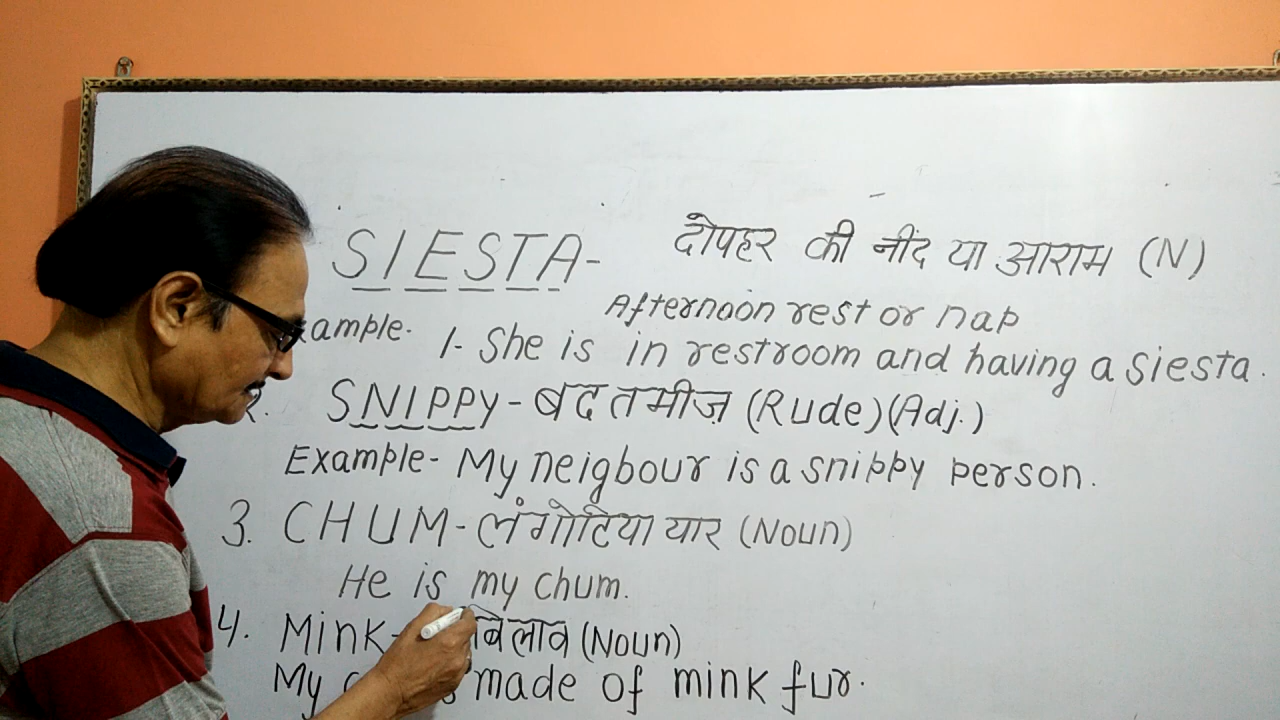 SIESTA- दोपहर की नींद या आराम (N)
Afternoon rest or nap
ample- 1- She is in restroom and having a siesta.
2. SNIPPY- बदतमीज़ (Rude)(Adj.)
Example- My neigbour is a snippy person.
3. CHUM- लंगोटिया यार (Noun)
He is my chum.
4. Mink- बिलाव (Noun)
My made of mink fur.